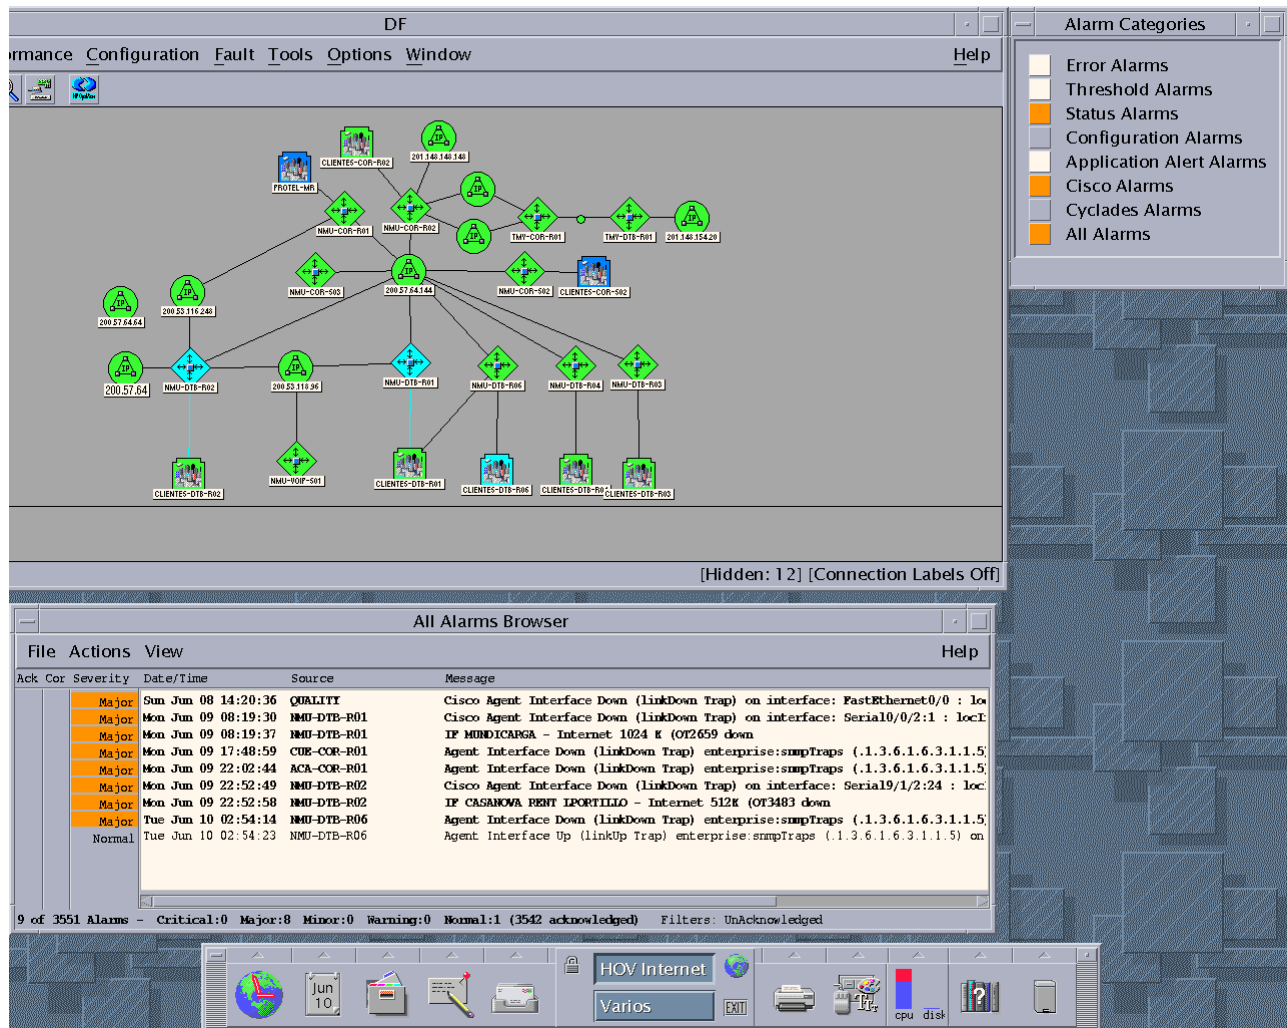 DF
rmance Configuration Fault Tools Options Window Help
CLIENTES-COR-R02
201.148.148.148
PROTEL-MR
NMU-COR-R01
NMU-COR-R02
TMY-COR-R01
TMY-DTB-R01
201.148.154.20
NMU-COR-S03
200.57.64.144
NMU-COR-S02
CLIENTES-COR-S02
200.57.64.64
200.53.116.248
200.57.64
NMU-DTB-R02
200.53.118.96
NMU-DTB-R01
NMU-DTB-R06
NMU-DTB-R04
NMU-DTB-R03
CLIENTES-DTB-R02
NMU-VOIP-S01
CLIENTES-DTB-R01
CLIENTES-DTB-R06
CLIENTES-DTB-R0
CLIENTES-DTB-R03
[Hidden: 12] [Connection Labels Off]
Alarm Categories
Error Alarms
Threshold Alarms
Status Alarms
Configuration Alarms
Application Alert Alarms
Cisco Alarms
Cyclades Alarms
All Alarms
All Alarms Browser
File Actions View Help
Ack Cor Severity Date/Time Source Message
Major Sun Jun 08 14:20:36 QUALITY Cisco Agent Interface Down (linkDown Trap) on interface: FastEthernet0/0 : lo
Major Mon Jun 09 08:19:30 NMU-DTB-R01 Cisco Agent Interface Down (linkDown Trap) on interface: Serial0/0/2:1 : locI
Major Mon Jun 09 08:19:37 NMU-DTB-R01 IF MUNDICARGA - Internet 1024 K (OT2659 down
Major Mon Jun 09 17:48:59 CUE-COR-R01 Agent Interface Down (linkDown Trap) enterprise:snmpTraps (.1.3.6.1.6.3.1.1.5)
Major Mon Jun 09 22:02:44 ACA-COR-R01 Agent Interface Down (linkDown Trap) enterprise:snmpTraps (.1.3.6.1.6.3.1.1.5)
Major Mon Jun 09 22:52:49 NMU-DTB-R02 Cisco Agent Interface Down (linkDown Trap) on interface: Serial9/1/2:24 : loc
Major Mon Jun 09 22:52:58 NMU-DTB-R02 IF CASANOVA RENT LPORTILLO - Internet 512K (OT3483 down
Major Tue Jun 10 02:54:14 NMU-DTB-R06 Agent Interface Down (linkDown Trap) enterprise:snmpTraps (.1.3.6.1.6.3.1.1.5)
Normal Tue Jun 10 02:54:23 NMU-DTB-R06 Agent Interface Up (linkUp Trap) enterprise:snmpTraps (.1.3.6.1.6.3.1.1.5) on
9 of 3551 Alarms - Critical:0 Major:8 Minor:0 Warning:0 Normal:1 (3542 acknowledged) Filters: UnAcknowledged
Jun
10
HOV Internet
Varios
EXIT
cpu disk